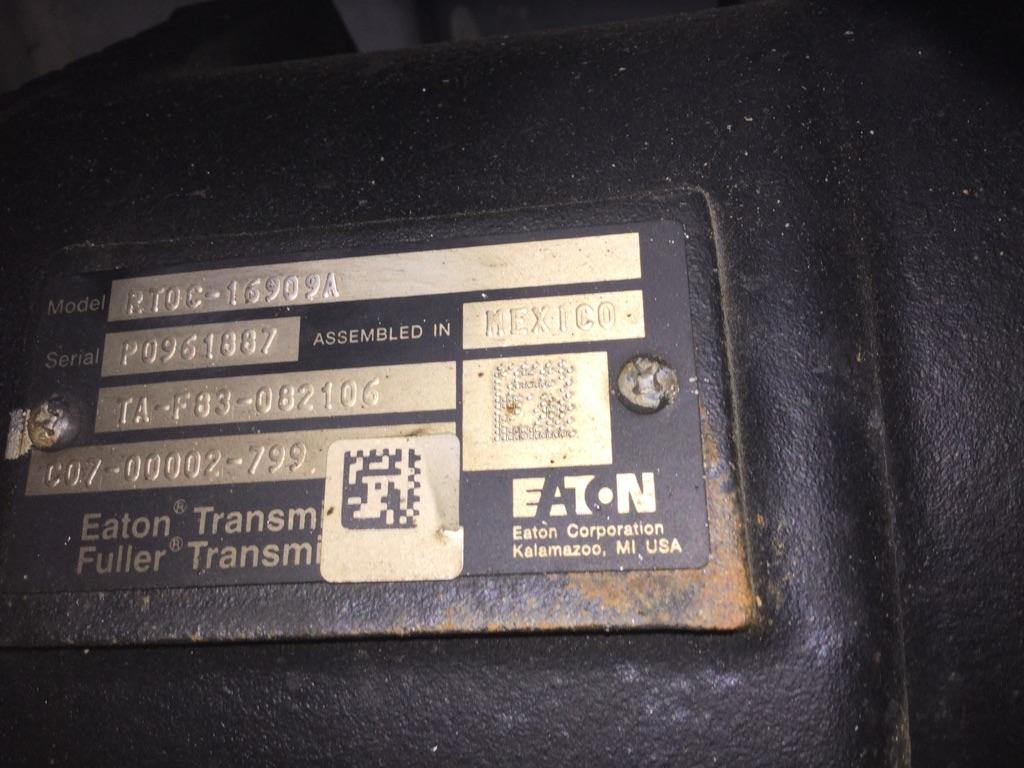 Model RTOC-16909A
Serial P0961887 ASSEMBLED IN MEXICO
TA-F83-082106
C07-00002-799
EATON
Eaton® Transmi
Eaton Corporation
Fuller® Transmi
Kalamazoo, MI, USA